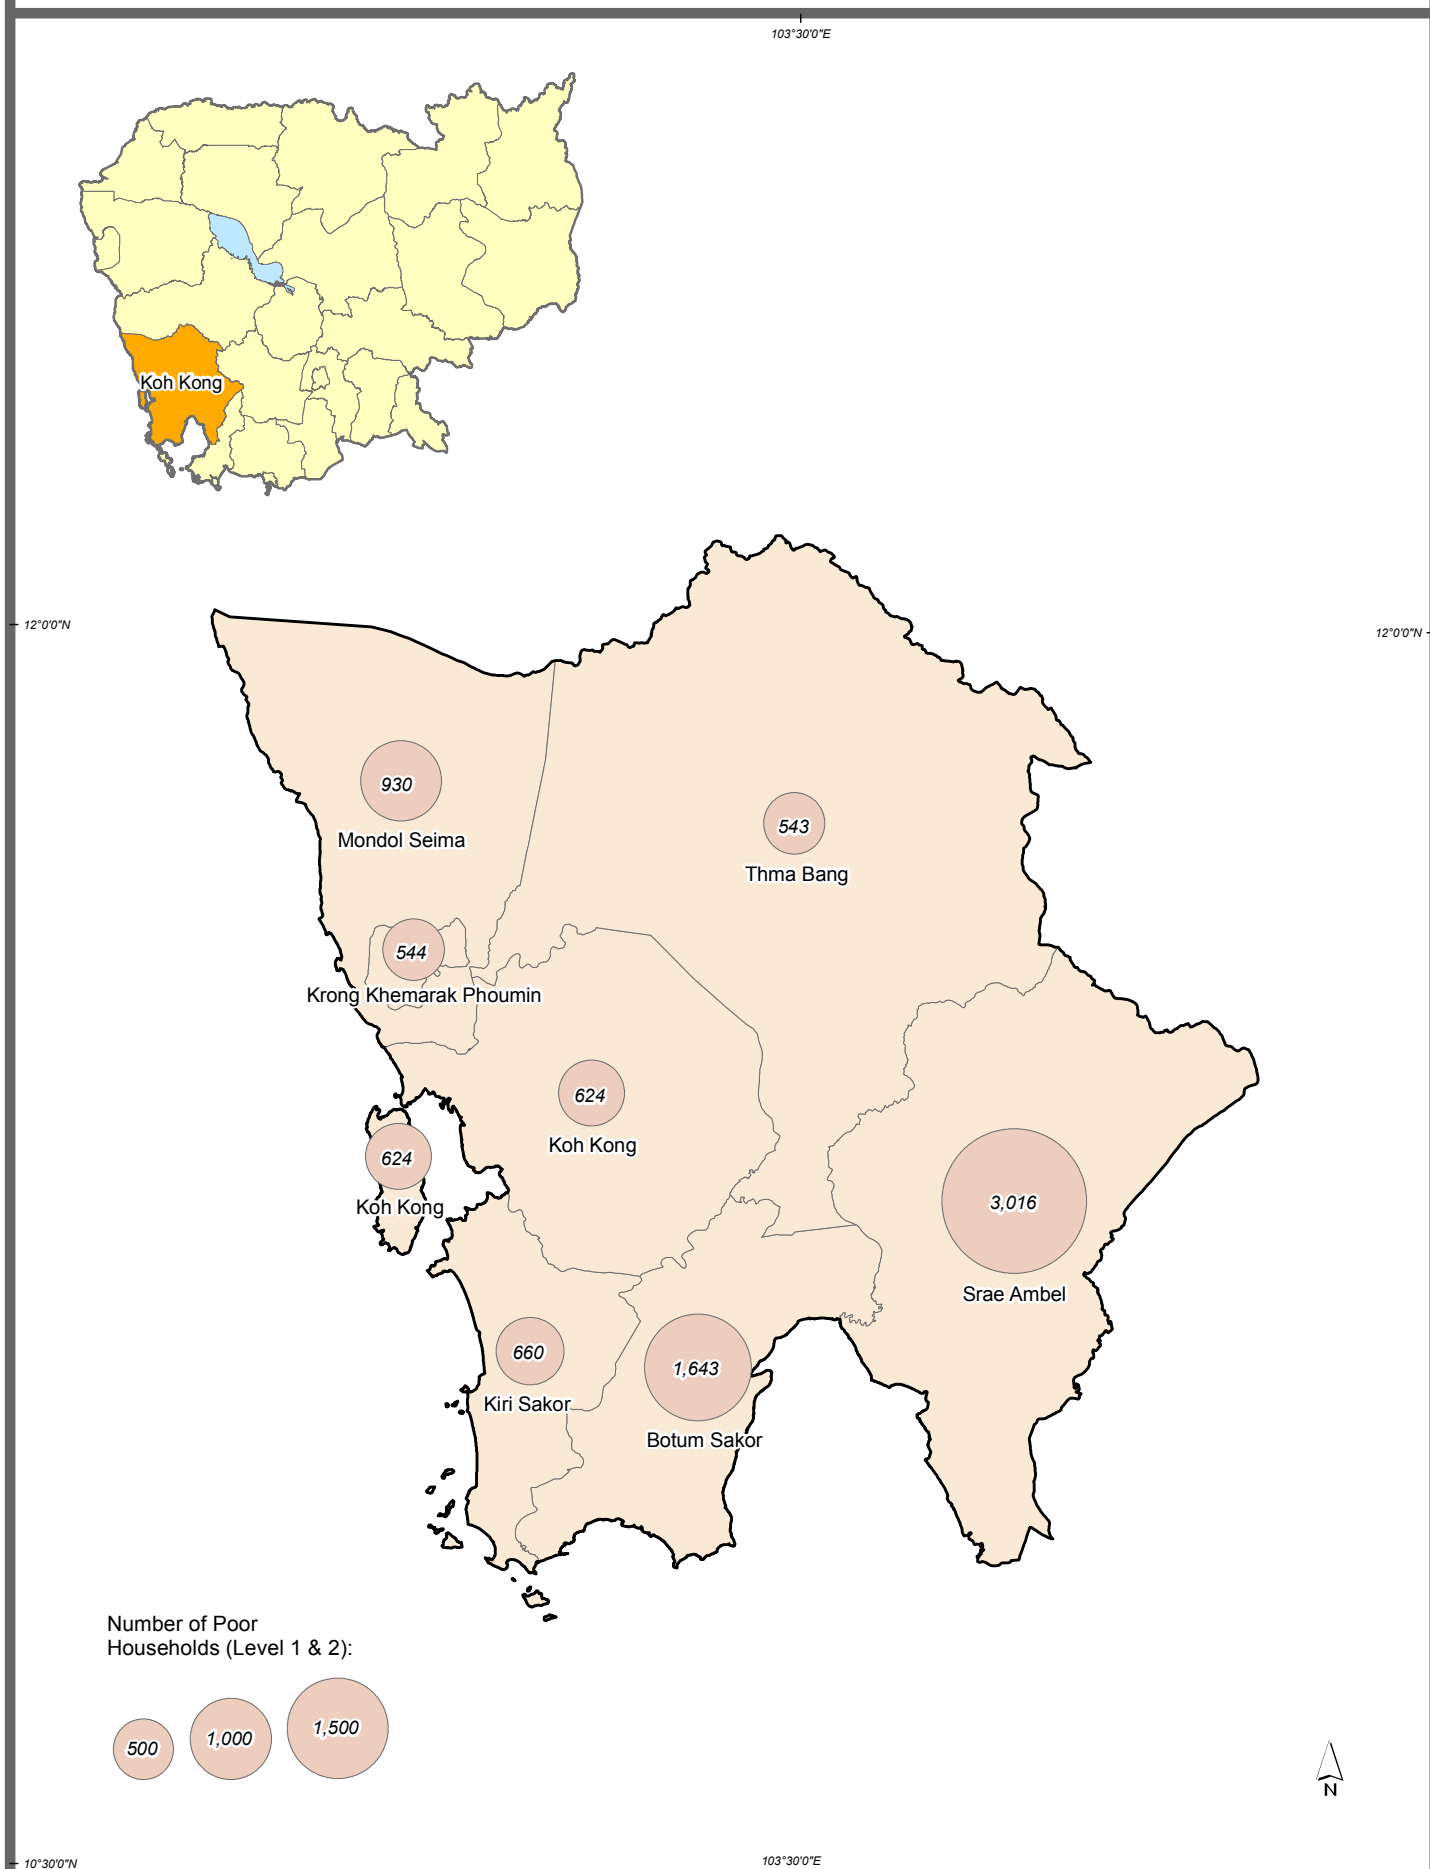 103°30'0"E
Koh Kong
12°0'0"N
12°0'0"N
930
Mondol Seima
543
Thma Bang
544
Krong Khemarak Phoumin
624
Koh Kong
624
Koh Kong
3,016
Srae Ambel
660
Kiri Sakor
1,643
Botum Sakor
Number of Poor
Households (Level 1 & 2):
500
1,000
1,500
N
10°30'0"N
103°30'0"E